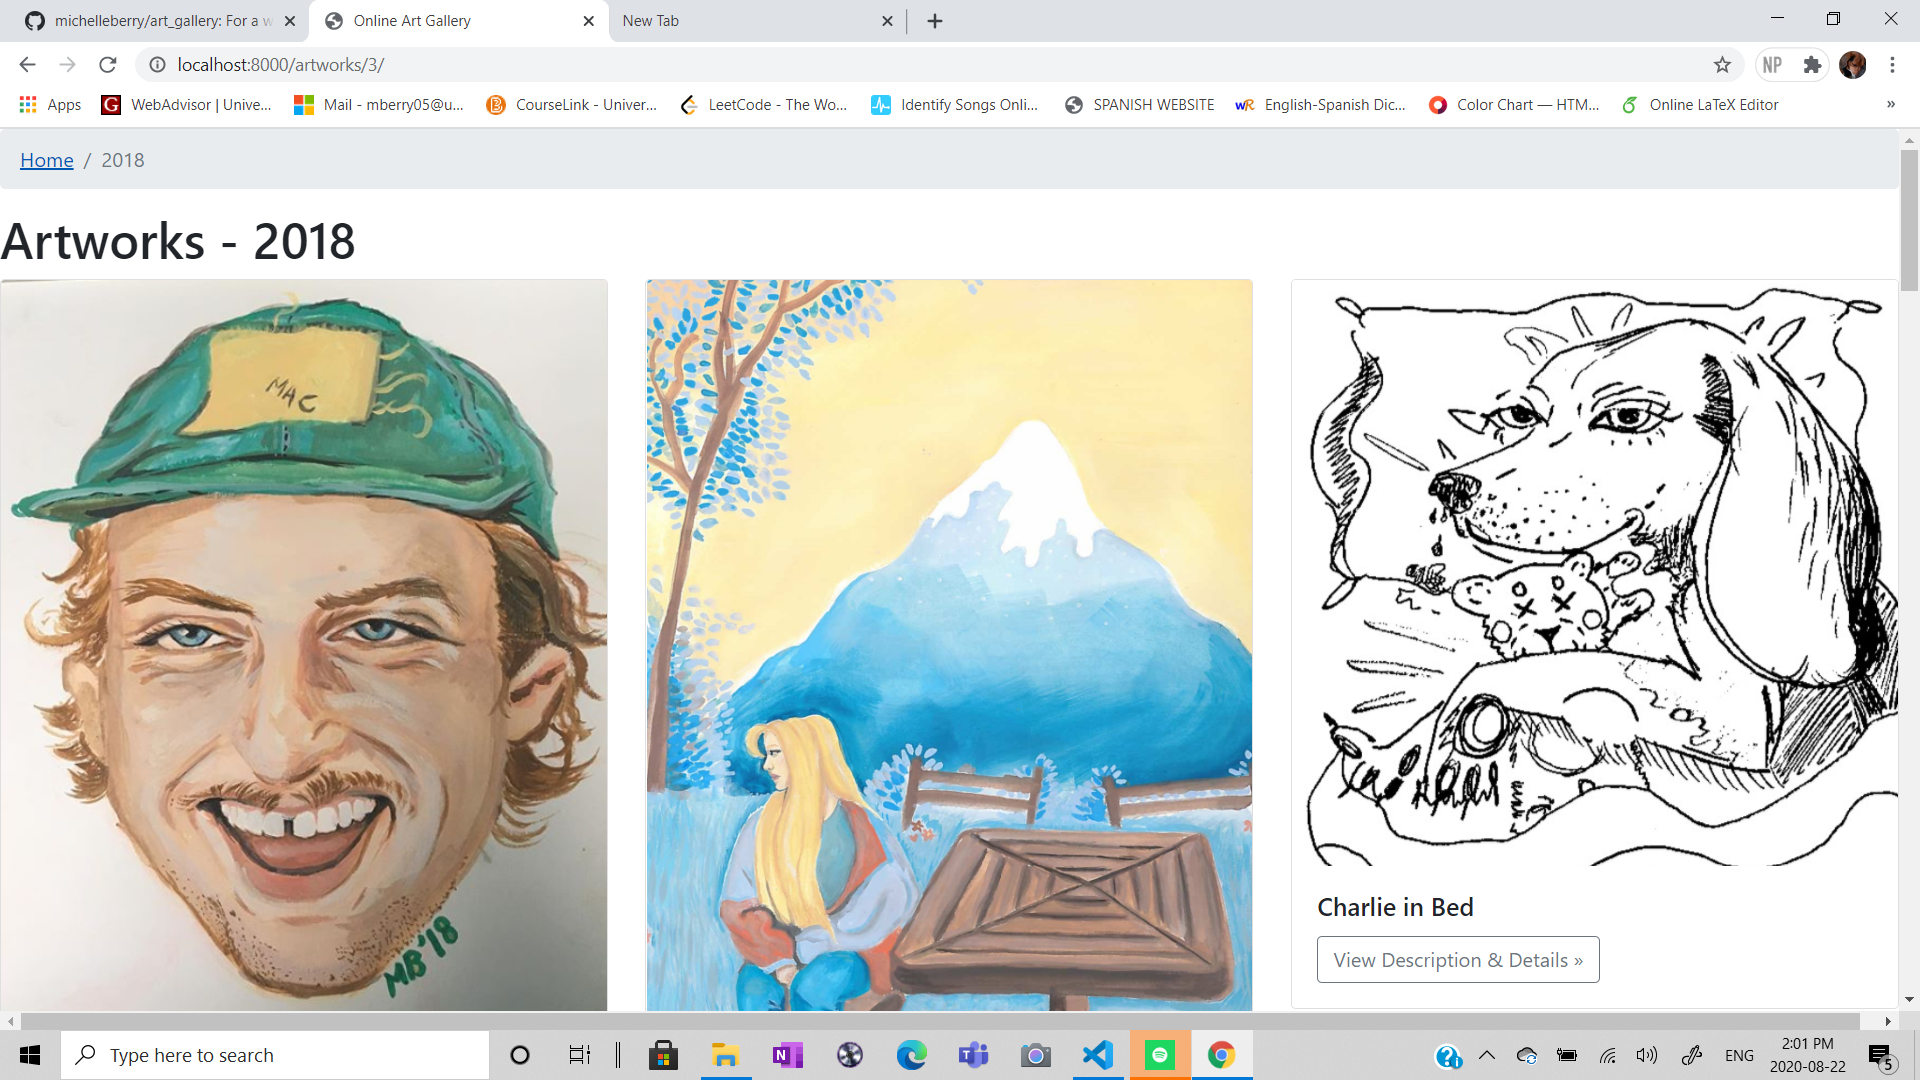 michelleberry/art_gallery: For a w
Online Art Gallery
New Tab
localhost:8000/artworks/3/
NP
Apps
WebAdvisor | Unive...
Mail - mberry05@u...
CourseLink - Univer...
LeetCode - The Wo...
Identify Songs Onli...
SPANISH WEBSITE
WR English-Spanish Dic...
Color Chart — HTM...
Online LaTeX Editor
»
Home / 2018
Artworks - 2018
MAC
MB'18
Charlie in Bed
View Description & Details »
Type here to search
ENG
2:01 PM
2020-08-22
5